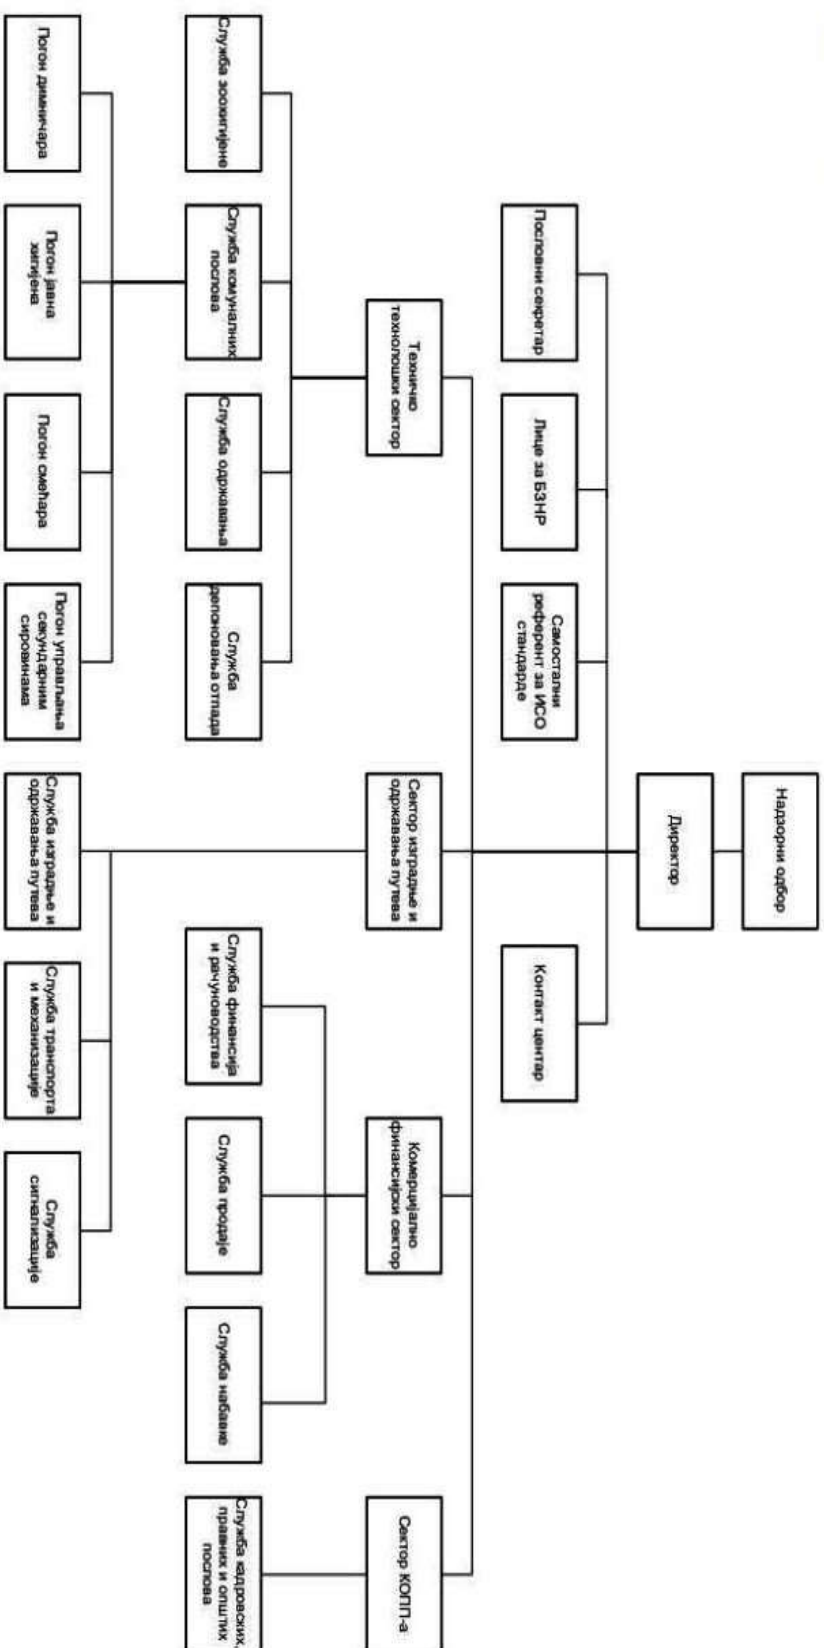 Надзорни одбор
Директор
Пословни секретар
Лице за БЗНР
Самостални
референт за ИСО
стандарде
Контакт центар
Техничко
технолошки сектор
Сектор изградње и
одржавања путева
Комерцијално
финансијски сектор
Сектор КОПП-а
Служба зоохигијене
Служба комуналних
послова
Служба одржавања
Служба
депоновања отпада
Служба финансија
и рачуноводства
Служба продаје
Служба набавке
Служба кадровских,
правних и општих
послова
Погон димничара
Погон јавна
хигијена
Погон смећара
Погон управљања
секундарним
сировинама
Служба изградње и
одржавања путева
Служба транспорта
и механизације
Служба
сигнализације